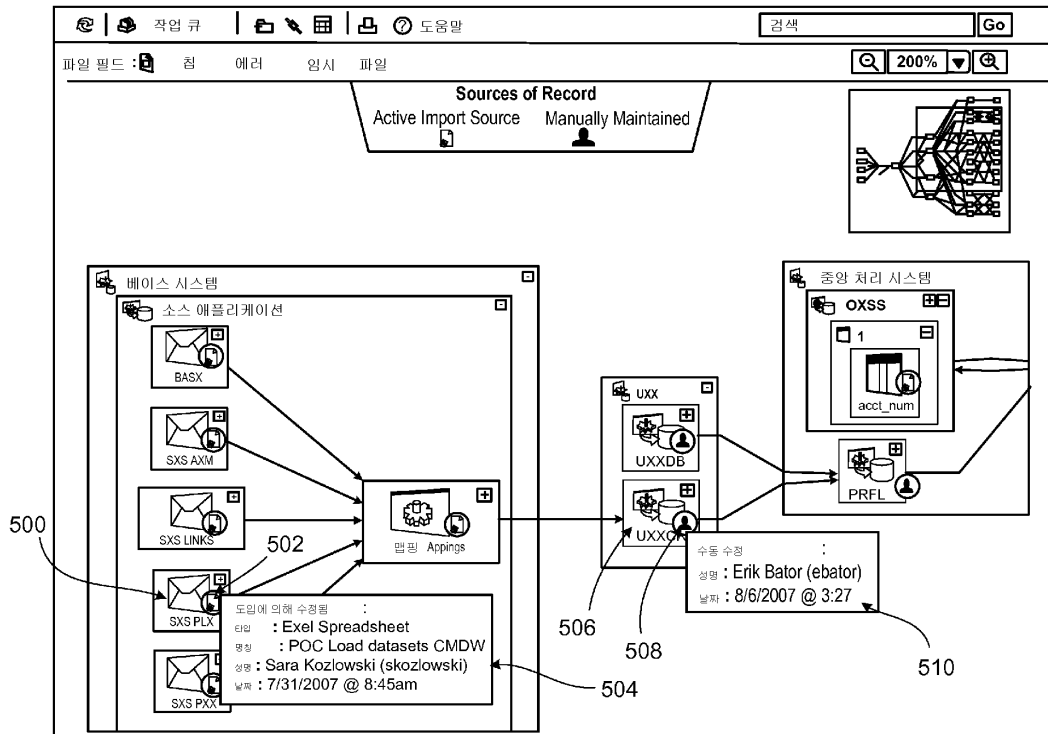 작업 큐
도움말
검색
Go
파일 필드 : 칩 에러 임시 파일
200%
Sources of Record
Active Import Source Manually Maintained
베이스 시스템
소스 애플리케이션
BASX
SXS AXM
SXS LINKS
SXS PLX
SXS PXX
맵핑 Appings
UXX
UXXDB
중앙 처리 시스템
OXSS
1
acct_num
PRFL
500
502
도입에 의해 수정됨 :
타입 : Exel Spreadsheet
명칭 : POC Load datasets CMDW
성명 : Sara Kozlowski (skozlowski)
날짜 : 7/31/2007 @ 8:45am
504
506
508
수동 수정 :
성명 : Erik Bator (ebator)
날짜 : 8/6/2007 @ 3:27
510